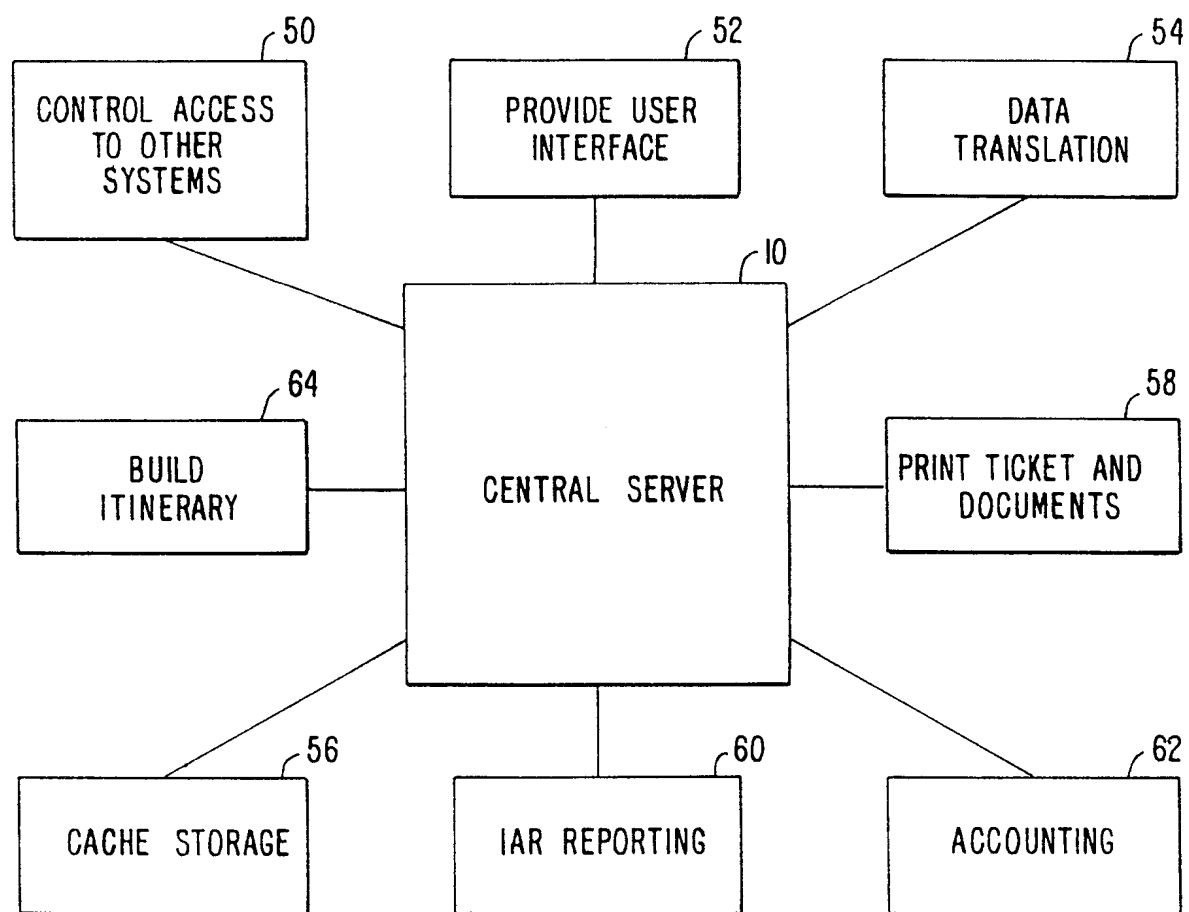 50
52
54
CONTROL ACCESS
TO OTHER
SYSTEMS
PROVIDE USER
INTERFACE
DATA
TRANSLATION
10
64
58
BUILD
ITINERARY
CENTRAL SERVER
PRINT TICKET AND
DOCUMENTS
56
60
62
CACHE STORAGE
IAR REPORTING
ACCOUNTING